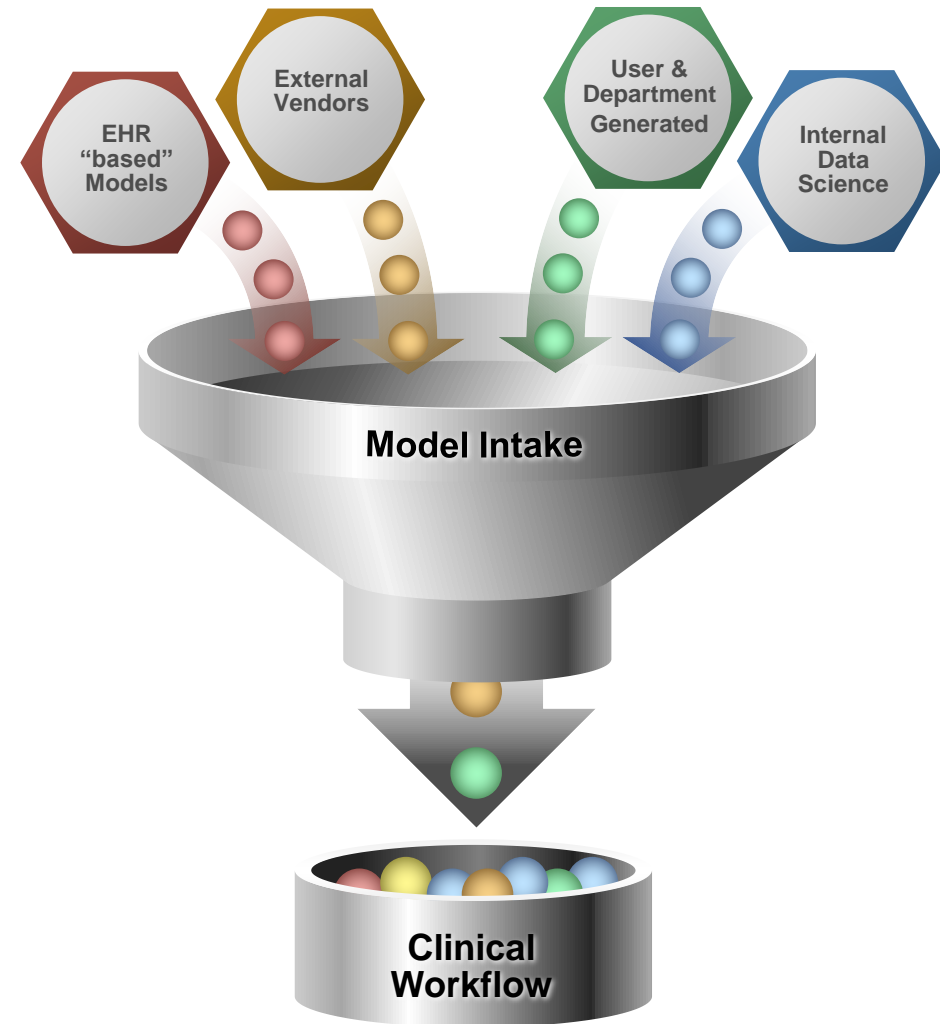 EHR
“based”
Models
External
Vendors
User &
Department
Generated
Internal
Data
Science
Model Intake
Clinical
Workflow